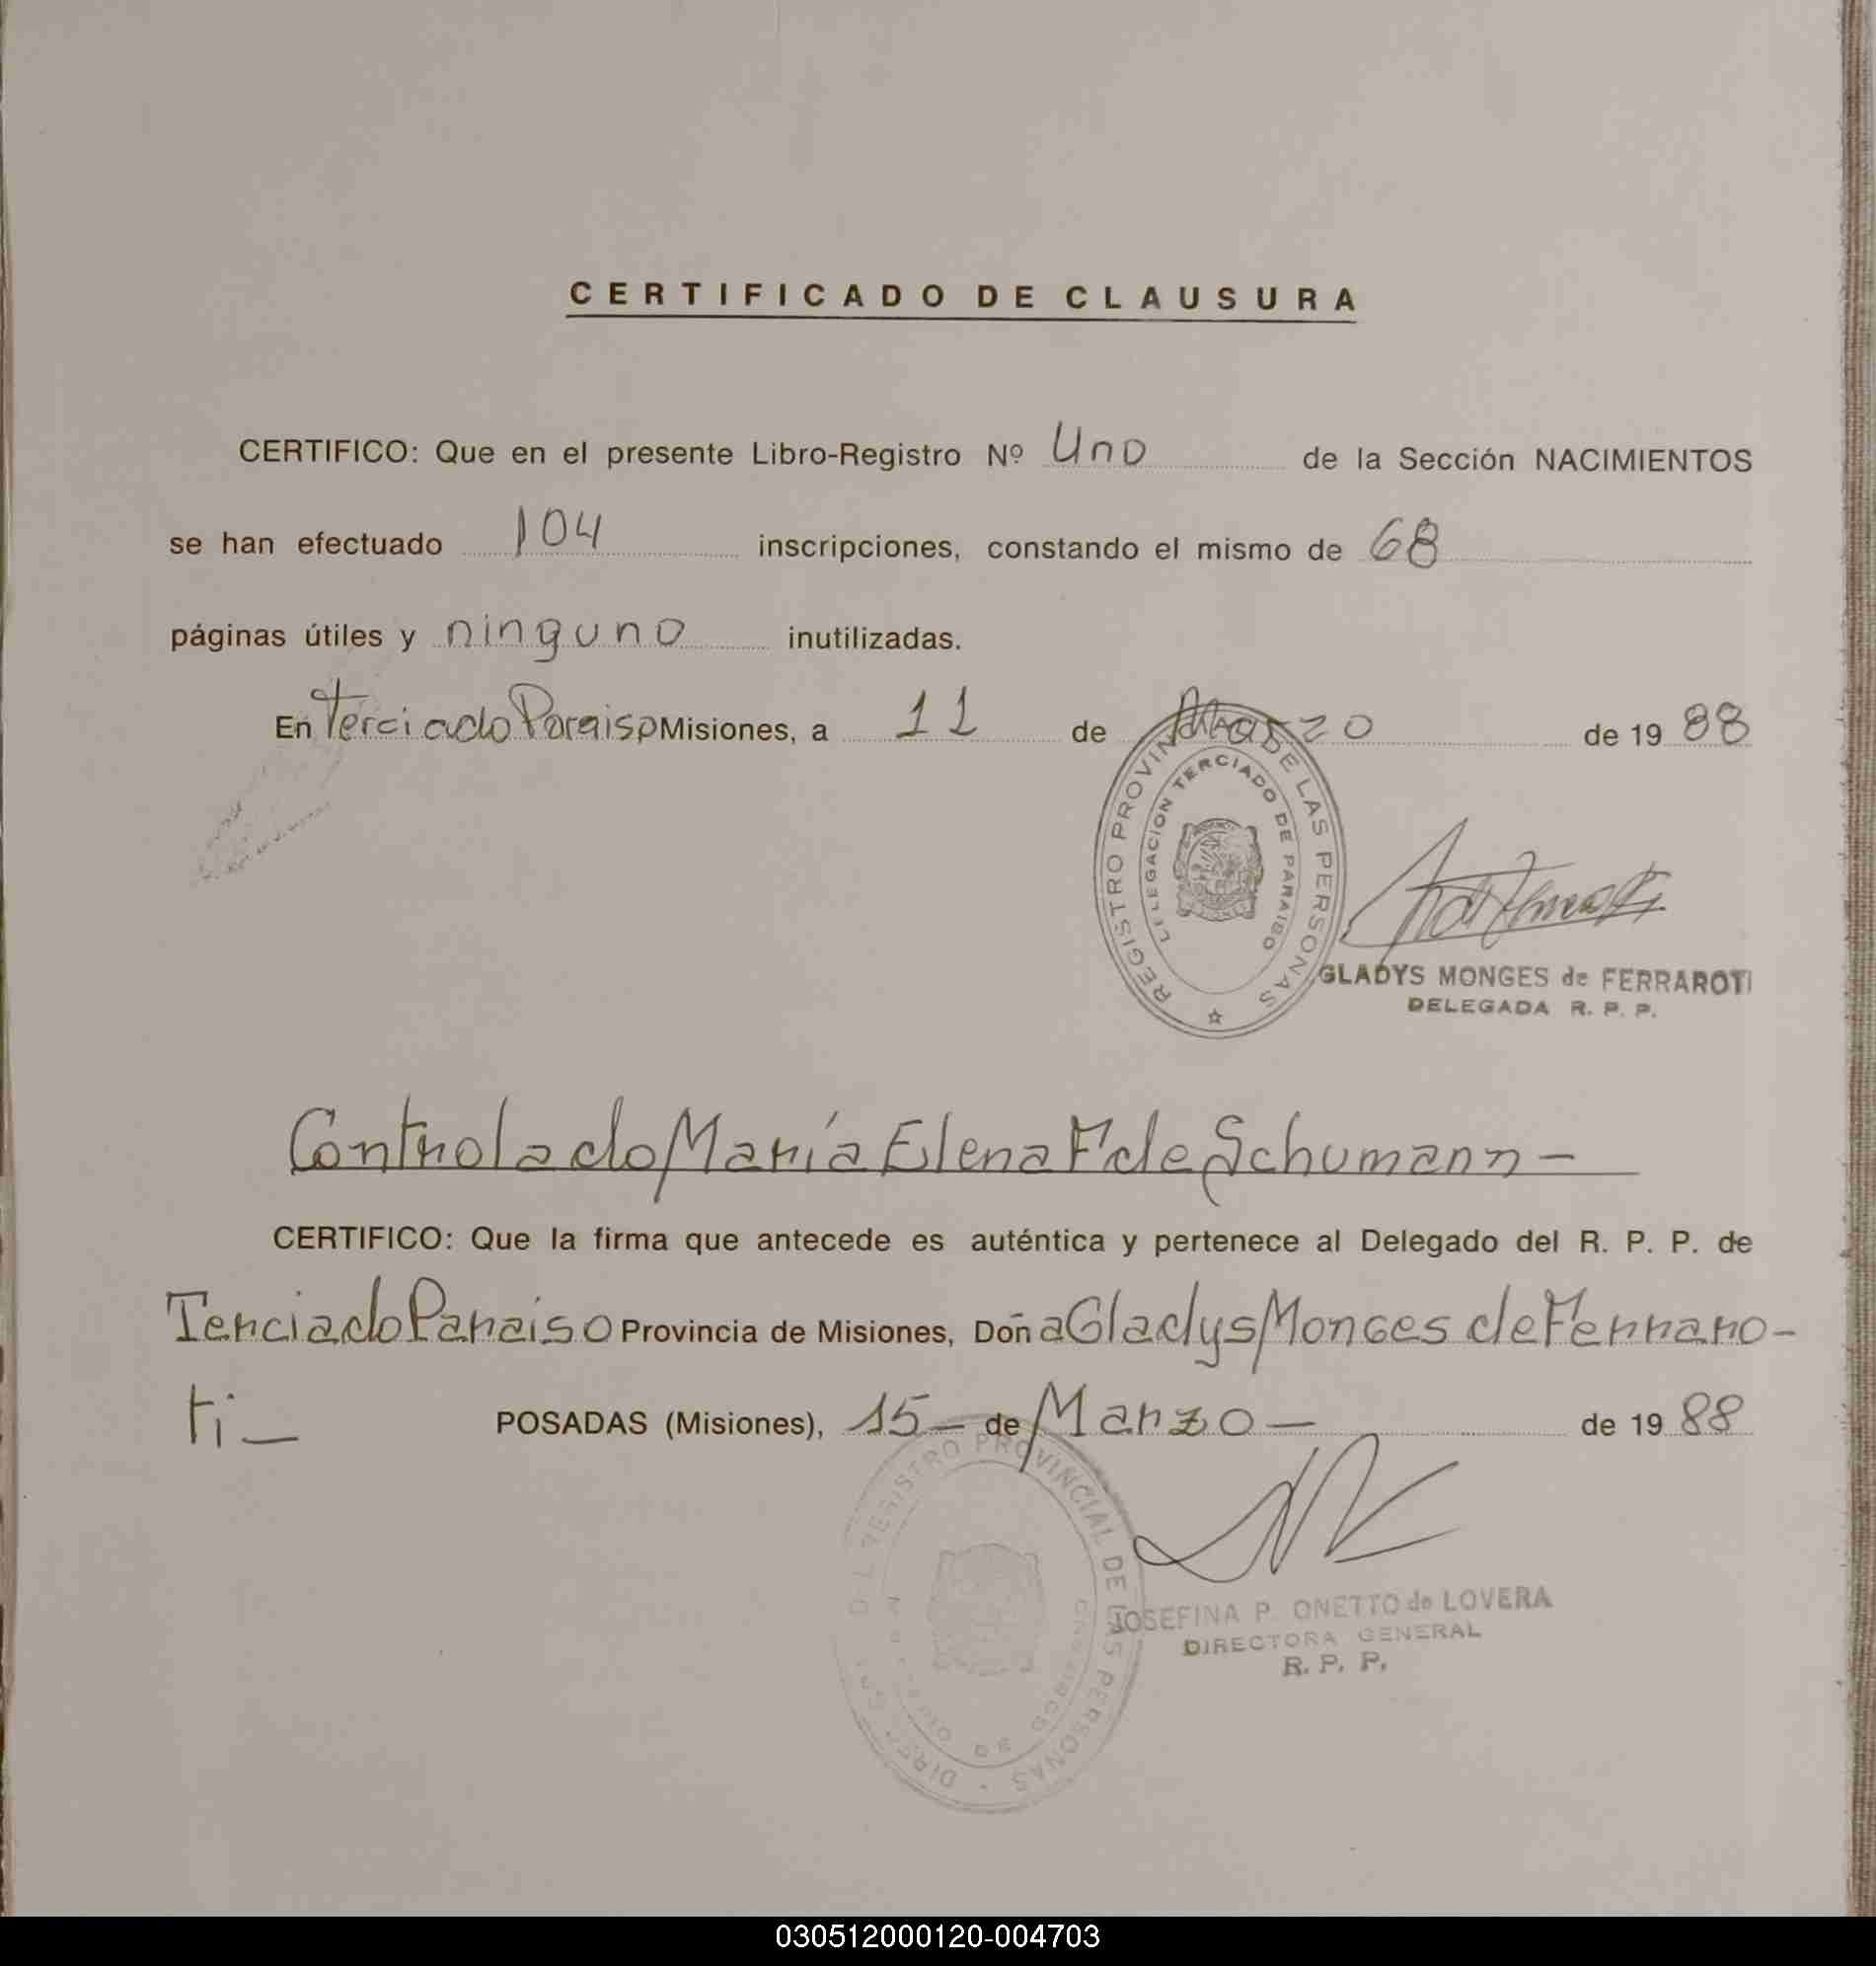 CERTIFICADO DE CLAUSURA
CERTIFICO: Que en el presente Libro-Registro Nº Uno de la Sección NACIMIENTOS
se han efectuado 104 inscripciones, constando el mismo de 68
páginas útiles y ninguno inutilizadas.
En Terciado Paraiso Misiones, a 11 de Marzo de 1988
REGISTRO PROVIN DE LAS PERSONAS
DELEGACION TERCIADO DE PARAISO
GLADYS MONGES de FERRAROTI
DELEGADA R. P. P.
Controlado María Elena F de Schumann -
CERTIFICO: Que la firma que antecede es auténtica y pertenece al Delegado del R. P. P. de
Terciado Paraiso Provincia de Misiones, Doña Gladys Monges de Ferraro-
ti_ POSADAS (Misiones), 15 - de Marzo - de 1988
REGISTRO PROVINCIAL DE LAS PERSONAS
JOSEFINA P. ONETTO de LOVERA
DIRECTORA GENERAL
R. P. P.
030512000120-004703